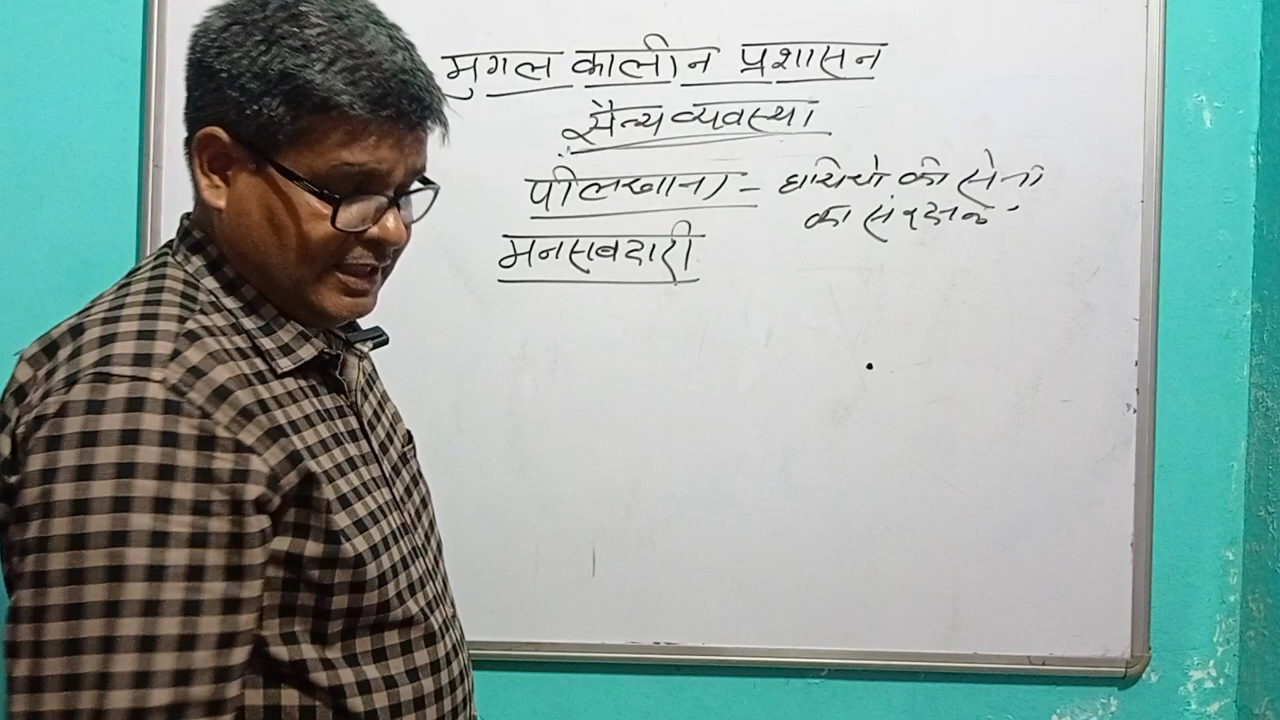 मुगल कालीन प्रशासन
सैन्य व्यवस्था
पीलखाना - हाथियो की सेना
का संरक्षक
मनसबदारी